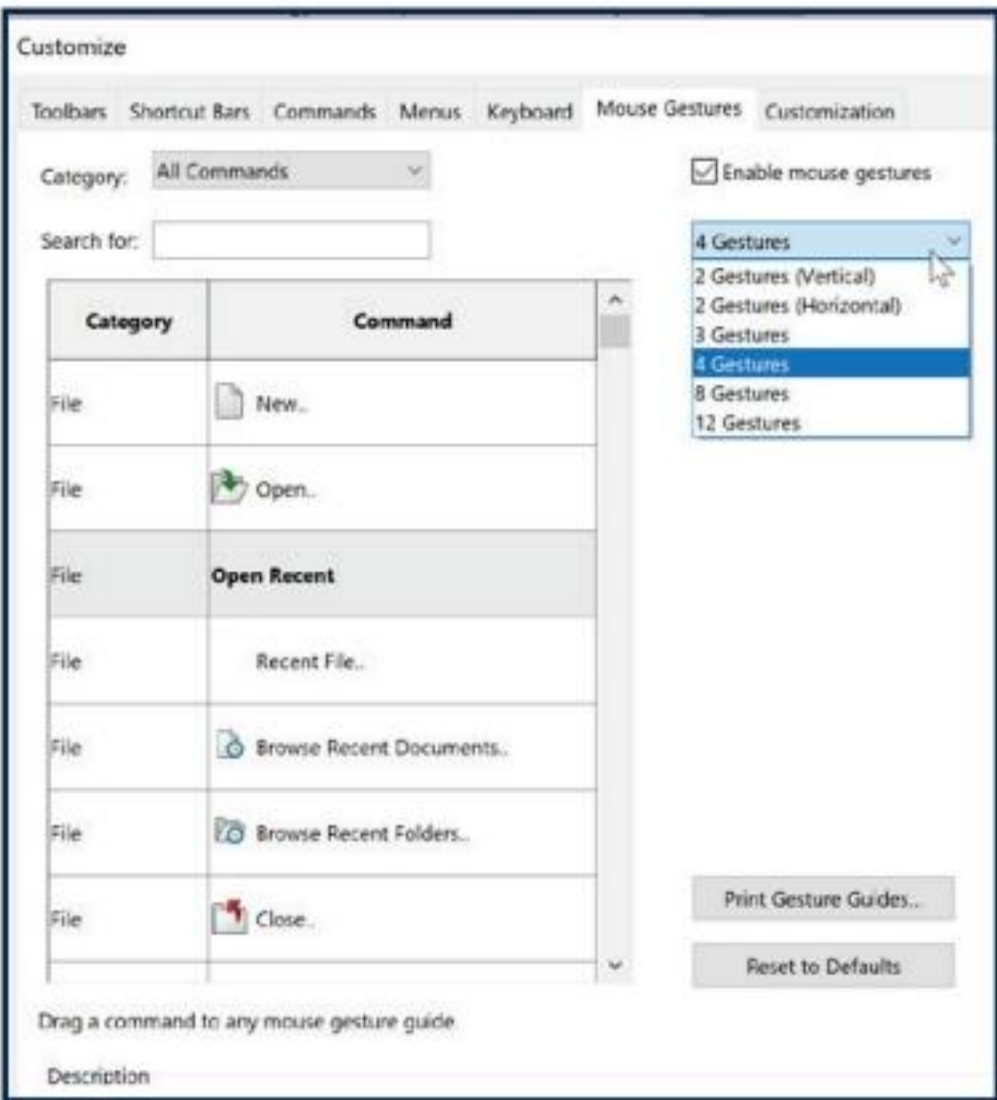 Customize
Toolbars Shortcut Bars Commands Menus Keyboard Mouse Gestures Customization
Category: All Commands
Enable mouse gestures
Search for:
4 Gestures
2 Gestures (Vertical)
2 Gestures (Horizontal)
3 Gestures
4 Gestures
8 Gestures
12 Gestures
Category Command
File New..
File Open..
File Open Recent
File Recent File..
File Browse Recent Documents..
File Browse Recent Folders..
File Close..
Print Gesture Guides...
Reset to Defaults
Drag a command to any mouse gesture guide
Description